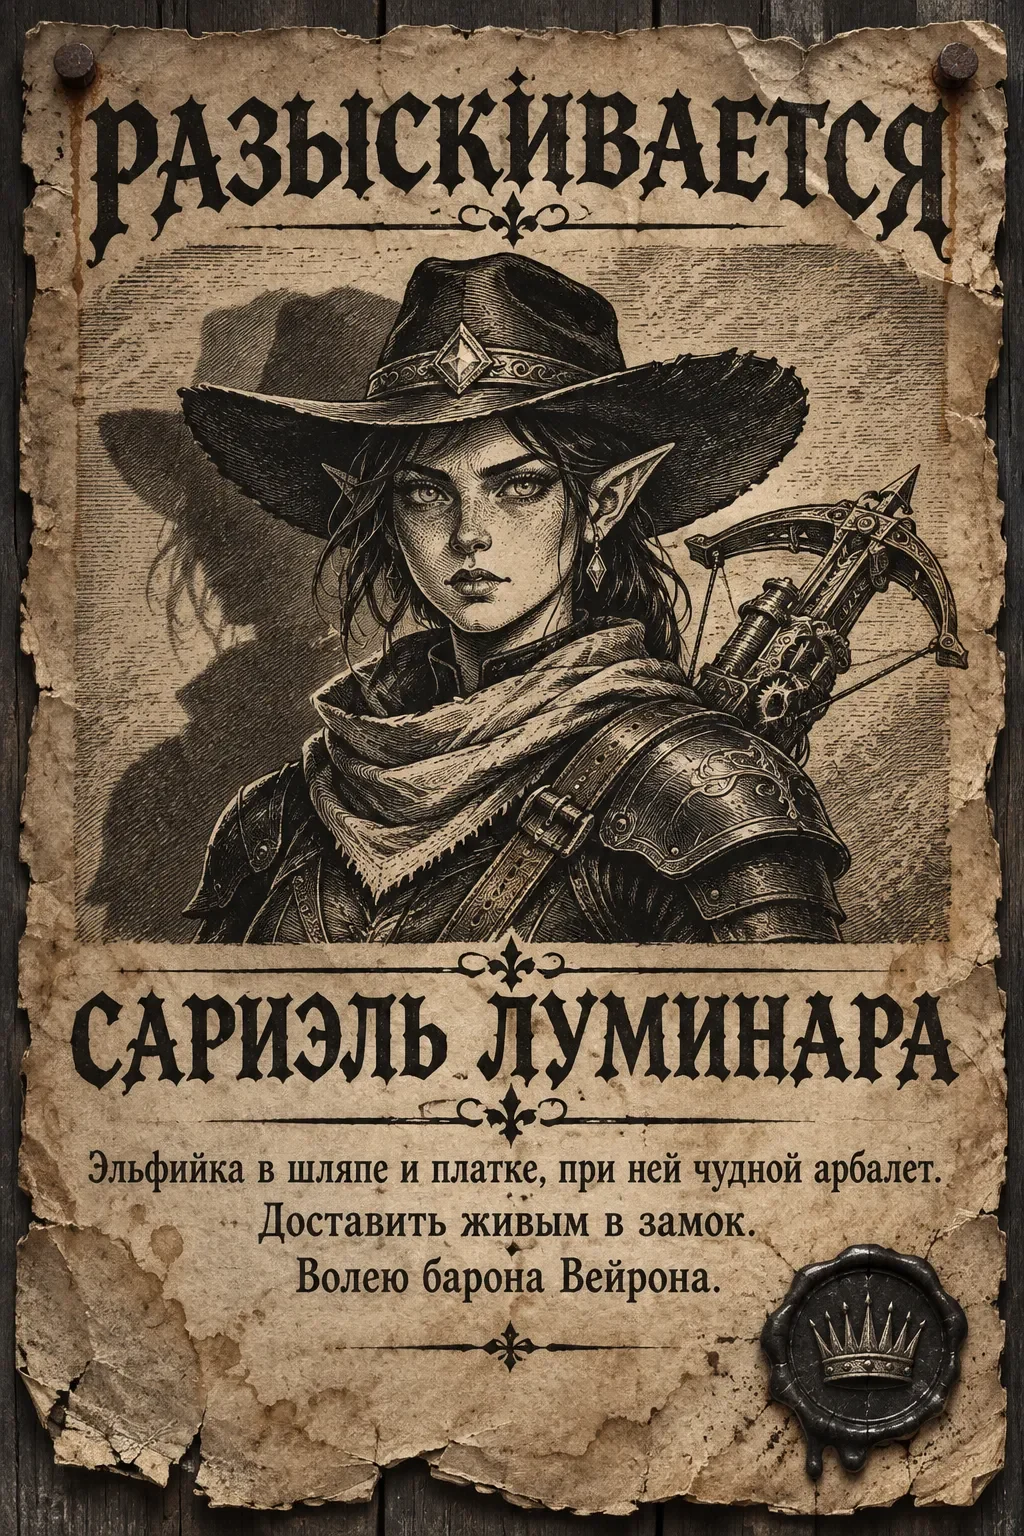 РАЗЫСКИВАЕТСЯ
САРИЭЛЬ ЛУМИНАРА
Эльфийка в шляпе и платке, при ней чудной арбалет.
Доставить живым в замок.
Волею барона Вейрона.